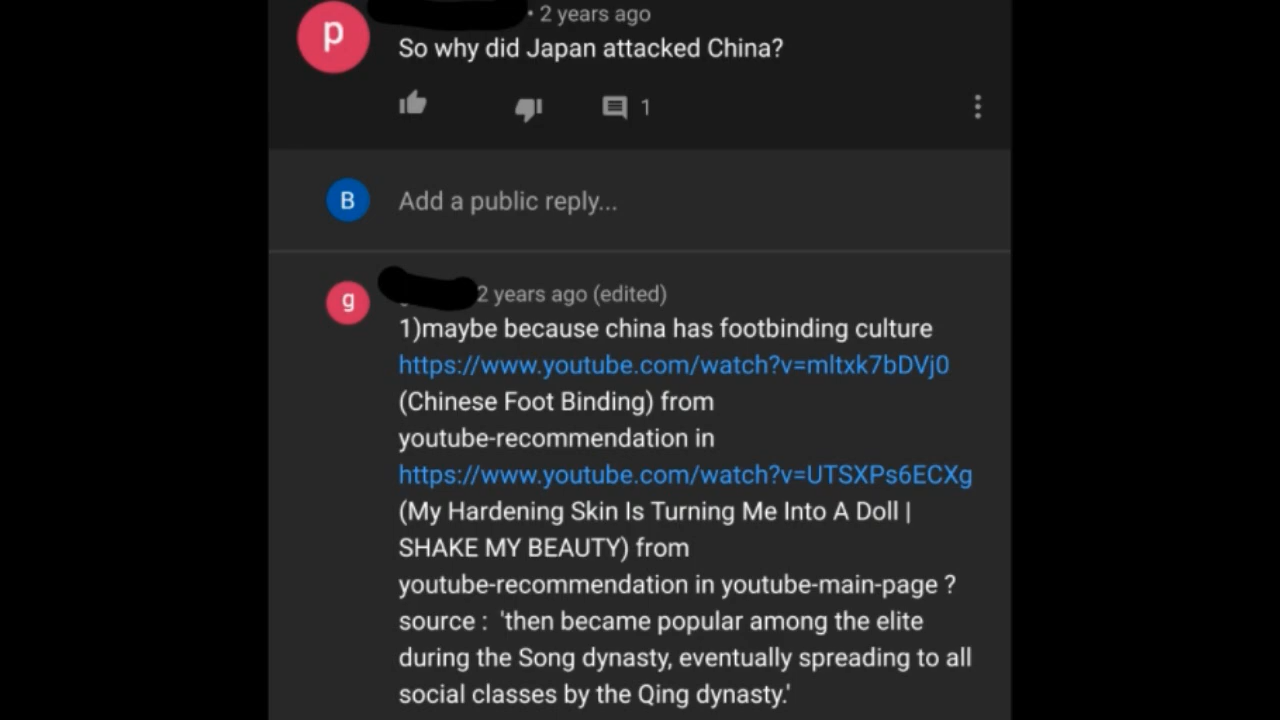 p
• 2 years ago
So why did Japan attacked China?
1
B
Add a public reply...
g
2 years ago (edited)
1)maybe because china has footbinding culture
https://www.youtube.com/watch?v=mltxk7bDVj0
(Chinese Foot Binding) from
youtube-recommendation in
https://www.youtube.com/watch?v=UTSXPs6ECXg
(My Hardening Skin Is Turning Me Into A Doll |
SHAKE MY BEAUTY) from
youtube-recommendation in youtube-main-page ?
source :  'then became popular among the elite
during the Song dynasty, eventually spreading to all
social classes by the Qing dynasty.'